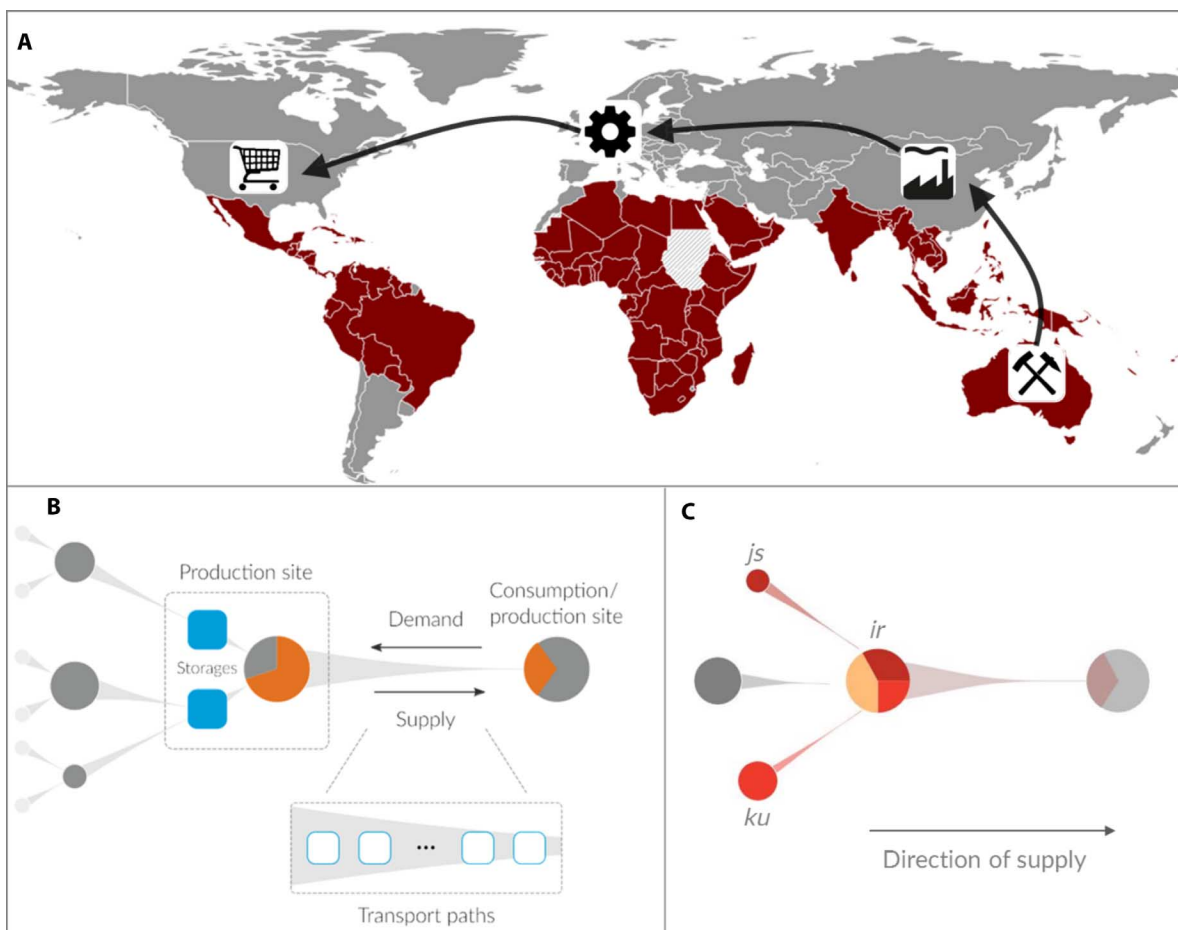 A
B
Production site
Storages
Demand
Supply
Consumption/
production site
...
Transport paths
C
js
ir
ku
Direction of supply